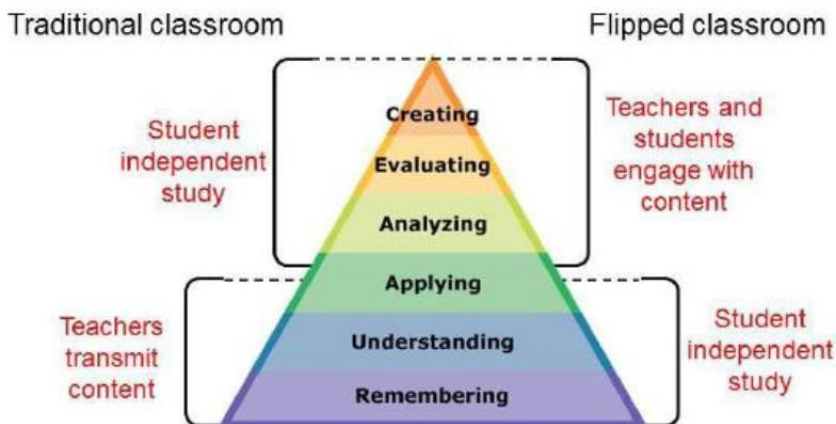 Traditional classroom
Flipped classroom
Student
independent
study
Teachers and
students
engage with
content
Creating
Evaluating
Analyzing
Applying
Understanding
Remembering
Teachers
transmit
content
Student
independent
study